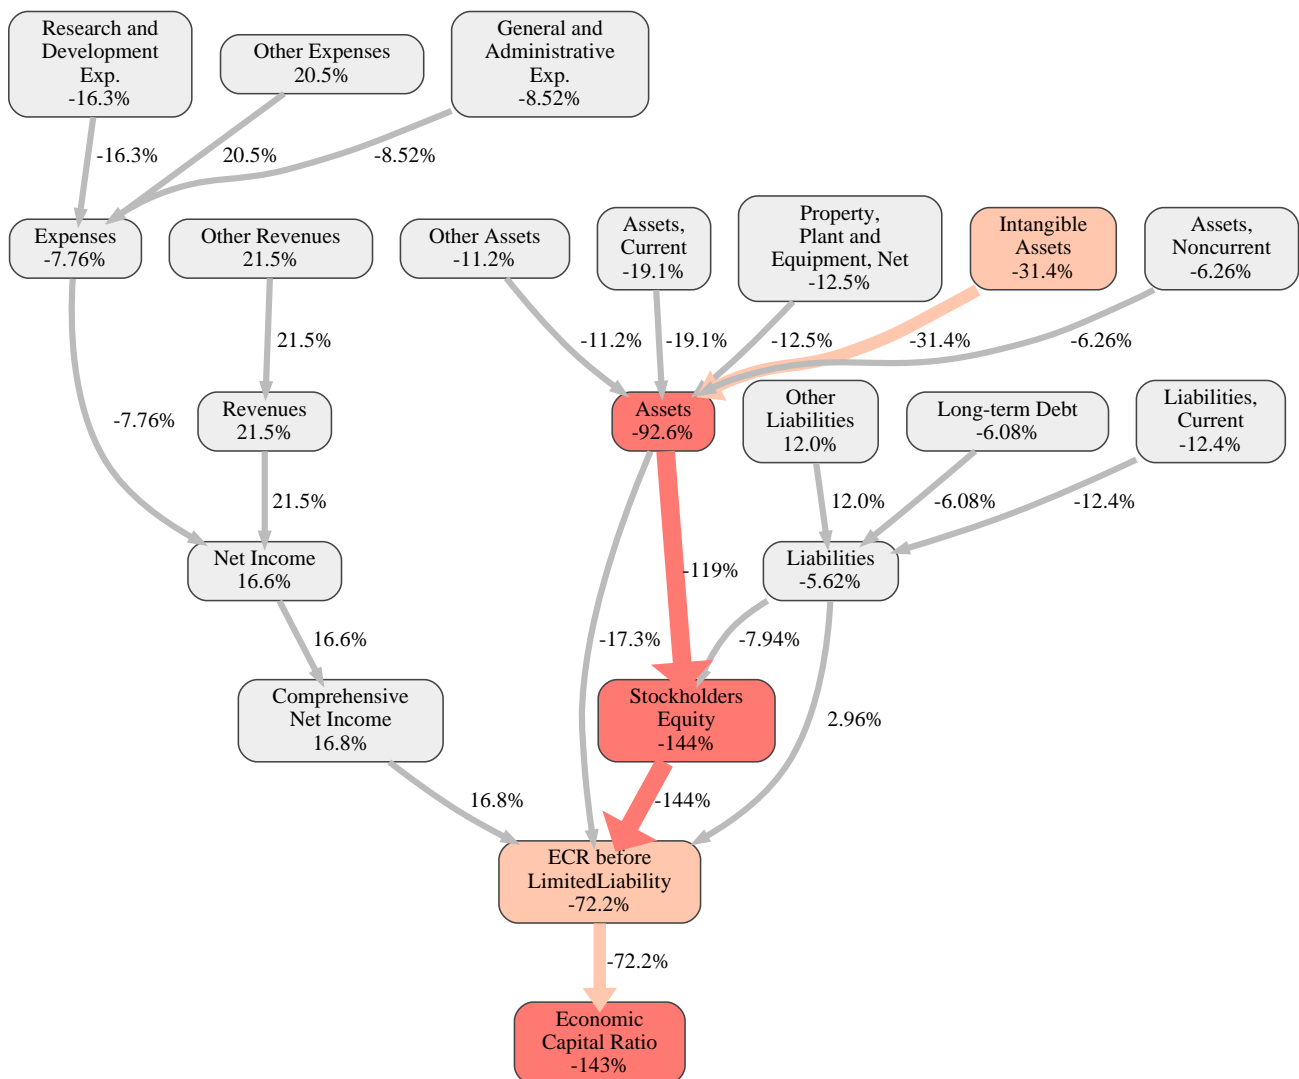 Research and
Development
Exp.
-16.3%
Other Expenses
20.5%
General and
Administrative
Exp.
-8.52%
-16.3%
20.5%
-8.52%
Expenses
-7.76%
Other Revenues
21.5%
Other Assets
-11.2%
Assets,
Current
-19.1%
Property,
Plant and
Equipment, Net
-12.5%
Intangible
Assets
-31.4%
Assets,
Noncurrent
-6.26%
21.5%
-11.2%
-19.1%
-12.5%
-31.4%
-6.26%
-7.76%
Revenues
21.5%
Assets
-92.6%
Other
Liabilities
12.0%
Long-term Debt
-6.08%
Liabilities,
Current
-12.4%
21.5%
12.0%
-6.08%
-12.4%
Net Income
16.6%
-119%
Liabilities
-5.62%
16.6%
-17.3%
-7.94%
Comprehensive
Net Income
16.8%
Stockholders
Equity
-144%
2.96%
16.8%
-144%
ECR before
LimitedLiability
-72.2%
-72.2%
Economic
Capital Ratio
-143%